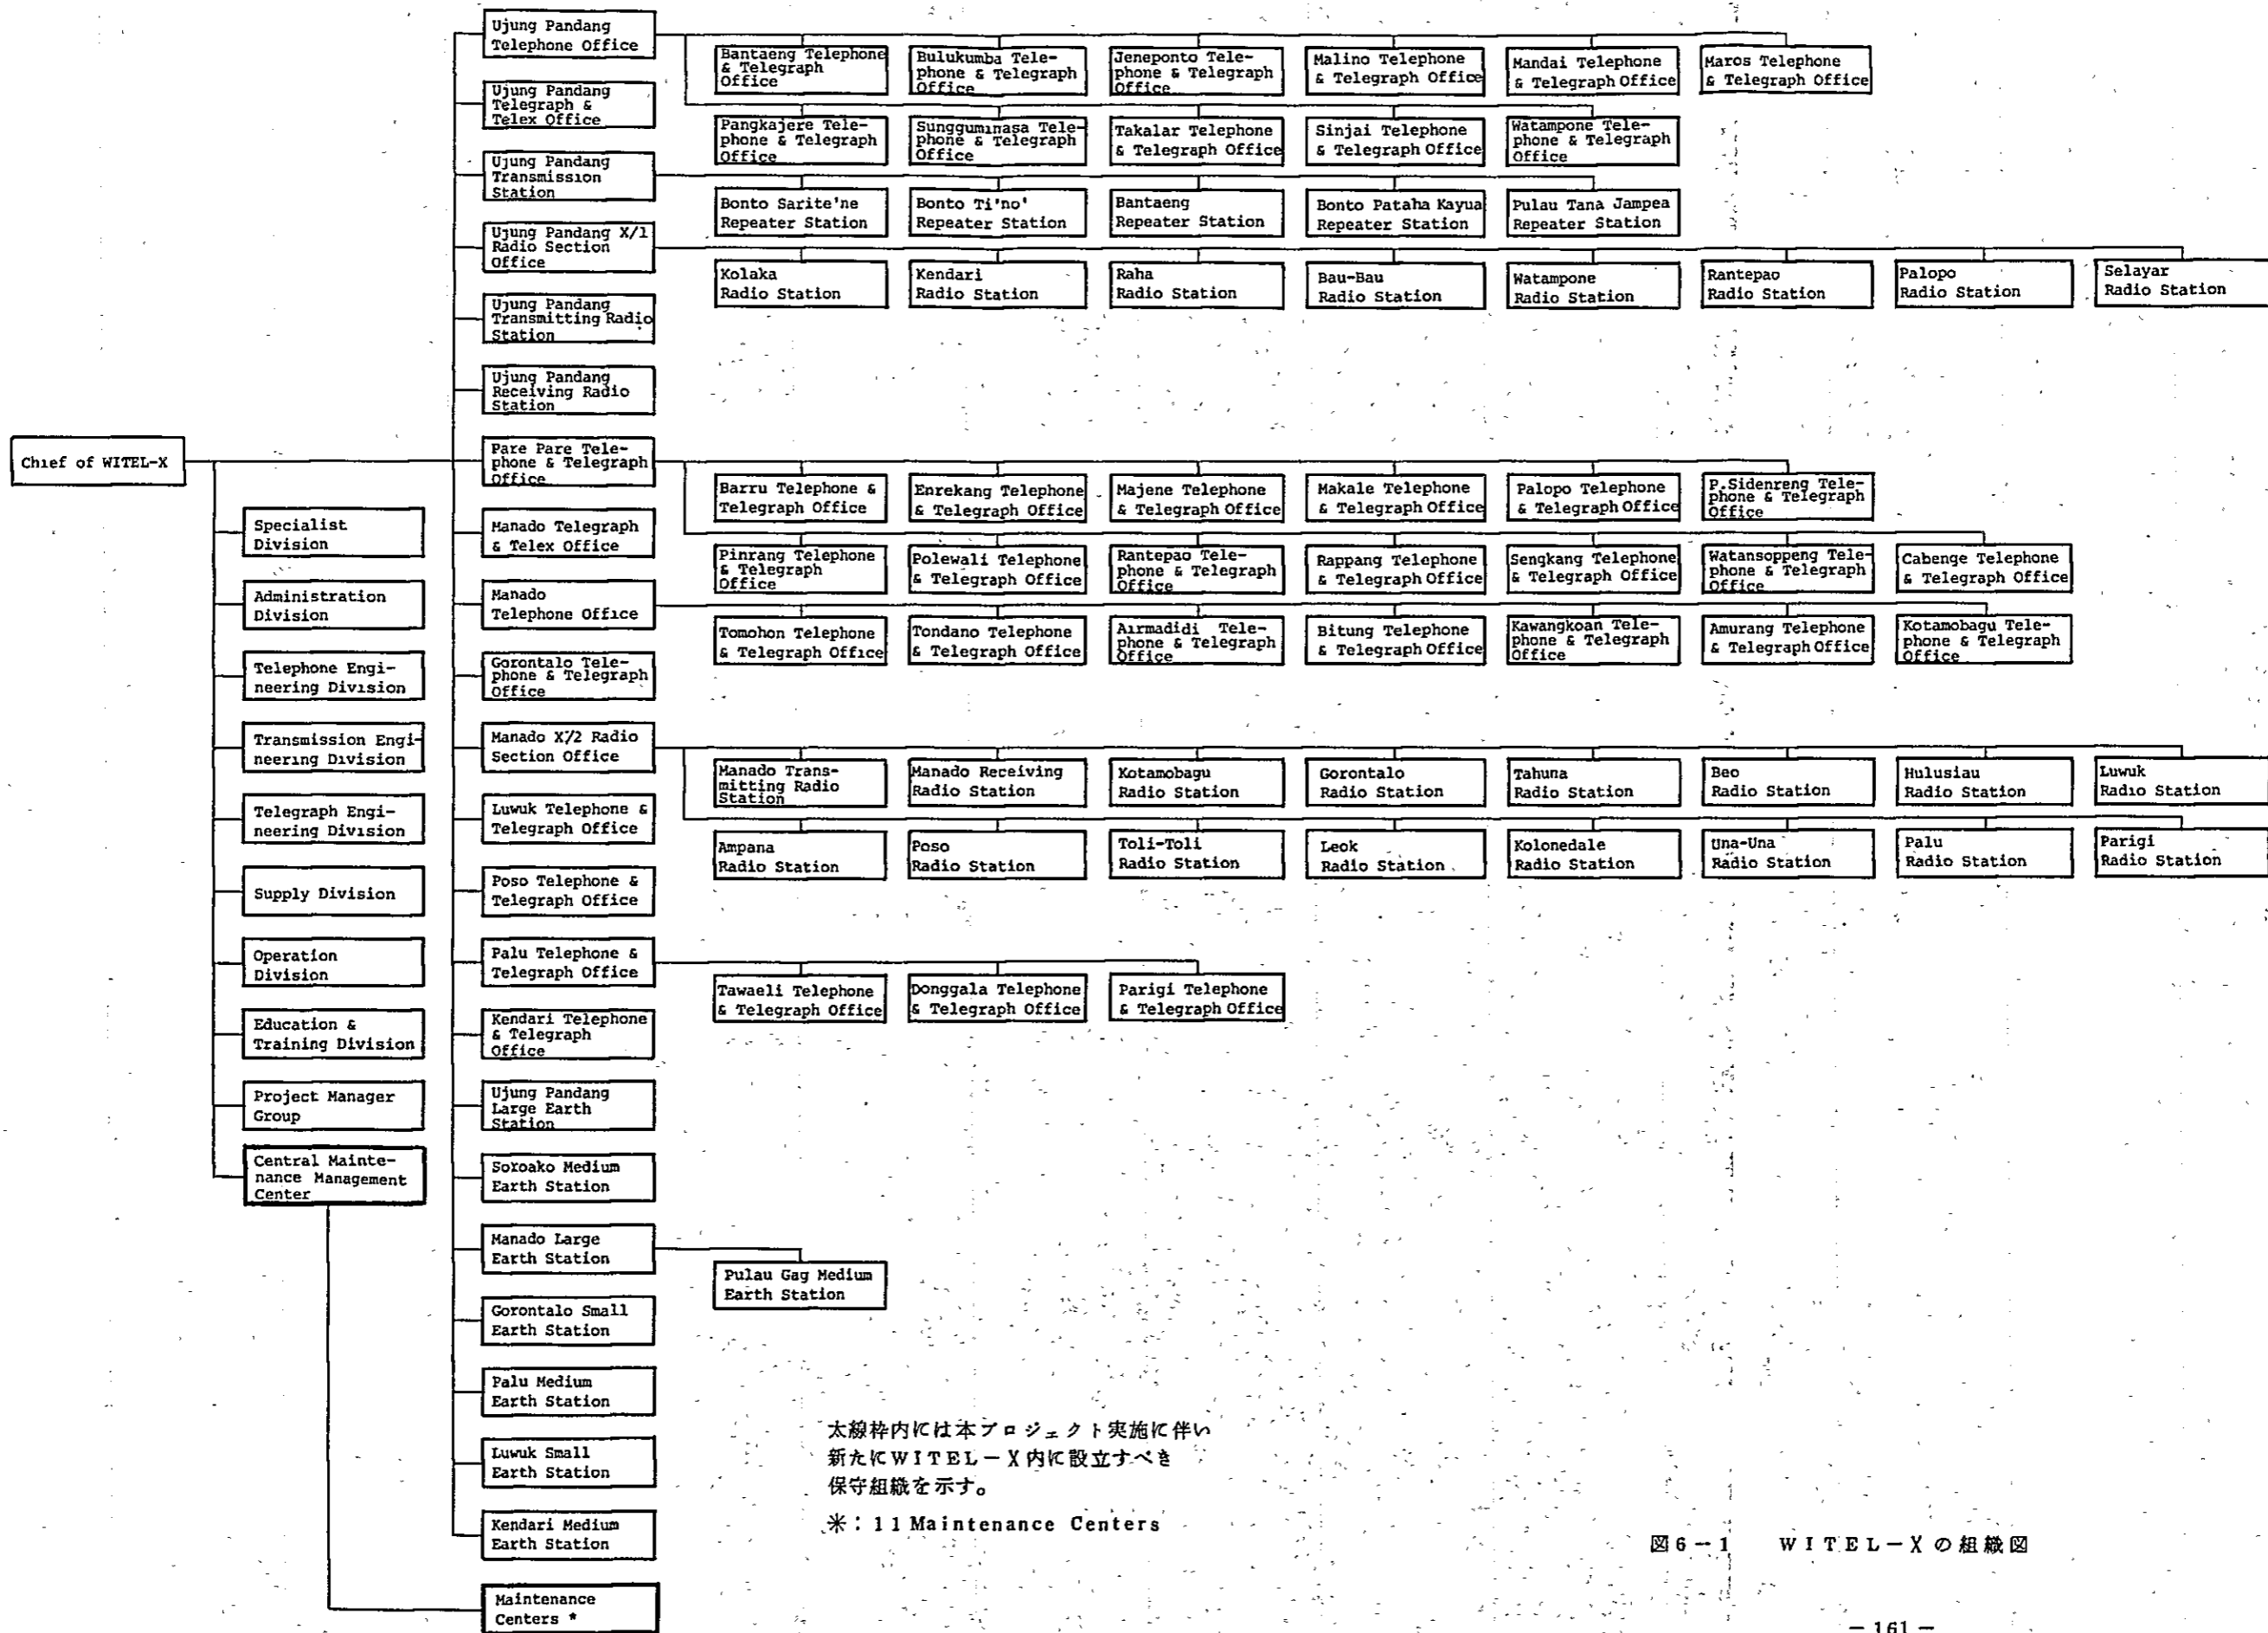 Chief of WITEL-X
Specialist
Division
Administration
Division
Telephone Engi-
neering Division
Transmission Engi-
neering Division
Telegraph Engi-
neering Division
Supply Division
Operation
Division
Education &
Training Division
Project Manager
Group
Central Mainte-
nance Management
Center
Ujung Pandang
Telephone Office
Bantaeng Telephone
& Telegraph
Office
Bulukumba Tele-
phone & Telegraph
Office
Jeneponto Tele-
phone & Telegraph
Office
Malino Telephone
& Telegraph Office
Mandai Telephone
& Telegraph Office
Maros Telephone
& Telegraph Office
Pangkajere Tele-
phone & Telegraph
Office
Sungguminasa Tele-
phone & Telegraph
Office
Takalar Telephone
& Telegraph Office
Sinjai Telephone
& Telegraph Office
Watampone Tele-
phone & Telegraph
Office
Ujung Pandang
Telegraph &
Telex Office
Ujung Pandang
Transmission
Station
Bonto Sarite'ne
Repeater Station
Bonto Ti'no'
Repeater Station
Bantaeng
Repeater Station
Bonto Pataha Kayua
Repeater Station
Pulau Tana Jampea
Repeater Station
Ujung Pandang X/1
Radio Section
Office
Kolaka
Radio Station
Kendari
Radio Station
Raha
Radio Station
Bau-Bau
Radio Station
Watampone
Radio Station
Rantepao
Radio Station
Palopo
Radio Station
Selayar
Radio Station
Ujung Pandang
Transmitting Radio
Station
Ujung Pandang
Receiving Radio
Station
Pare Pare Tele-
phone & Telegraph
Office
Barru Telephone &
Telegraph Office
Enrekang Telephone
& Telegraph Office
Majene Telephone
& Telegraph Office
Makale Telephone
& Telegraph Office
Palopo Telephone
& Telegraph Office
P.Sidenreng Tele-
phone & Telegraph
Office
Pinrang Telephone
& Telegraph
Office
Polewali Telephone
& Telegraph Office
Rantepao Tele-
phone & Telegraph
Office
Rappang Telephone
& Telegraph Office
Sengkang Telephone
& Telegraph Office
Watansoppeng Tele-
phone & Telegraph
Office
Cabenge Telephone
& Telegraph Office
Manado Telegraph
& Telex Office
Manado
Telephone Office
Tomohon Telephone
& Telegraph Office
Tondano Telephone
& Telegraph Office
Airmadidi Tele-
phone & Telegraph
Office
Bitung Telephone
& Telegraph Office
Kawangkoan Tele-
phone & Telegraph
Office
Amurang Telephone
& Telegraph Office
Kotamobagu Tele-
phone & Telegraph
Office
Gorontalo Tele-
phone & Telegraph
Office
Manado X/2 Radio
Section Office
Manado Trans-
mitting Radio
Station
Manado Receiving
Radio Station
Kotamobagu
Radio Station
Gorontalo
Radio Station
Tahuna
Radio Station
Beo
Radio Station
Hulusiau
Radio Station
Luwuk
Radio Station
Ampana
Radio Station
Poso
Radio Station
Toli-Toli
Radio Station
Leok
Radio Station
Kolonedale
Radio Station
Una-Una
Radio Station
Palu
Radio Station
Parigi
Radio Station
Luwuk Telephone &
Telegraph Office
Poso Telephone &
Telegraph Office
Palu Telephone &
Telegraph Office
Tawaeli Telephone
& Telegraph Office
Donggala Telephone
& Telegraph Office
Parigi Telephone
& Telegraph Office
Kendari Telephone
& Telegraph
Office
Ujung Pandang
Large Earth
Station
Soroako Medium
Earth Station
Manado Large
Earth Station
Pulau Gag Medium
Earth Station
Gorontalo Small
Earth Station
Palu Medium
Earth Station
Luwuk Small
Earth Station
Kendari Medium
Earth Station
Maintenance
Centers *
太線枠内には本プロジェクト実施に伴い
新たにWITEL-X内に設立すべき
保守組織を示す。
※:11 Maintenance Centers
図6-1 WITEL-Xの組織図
-161-